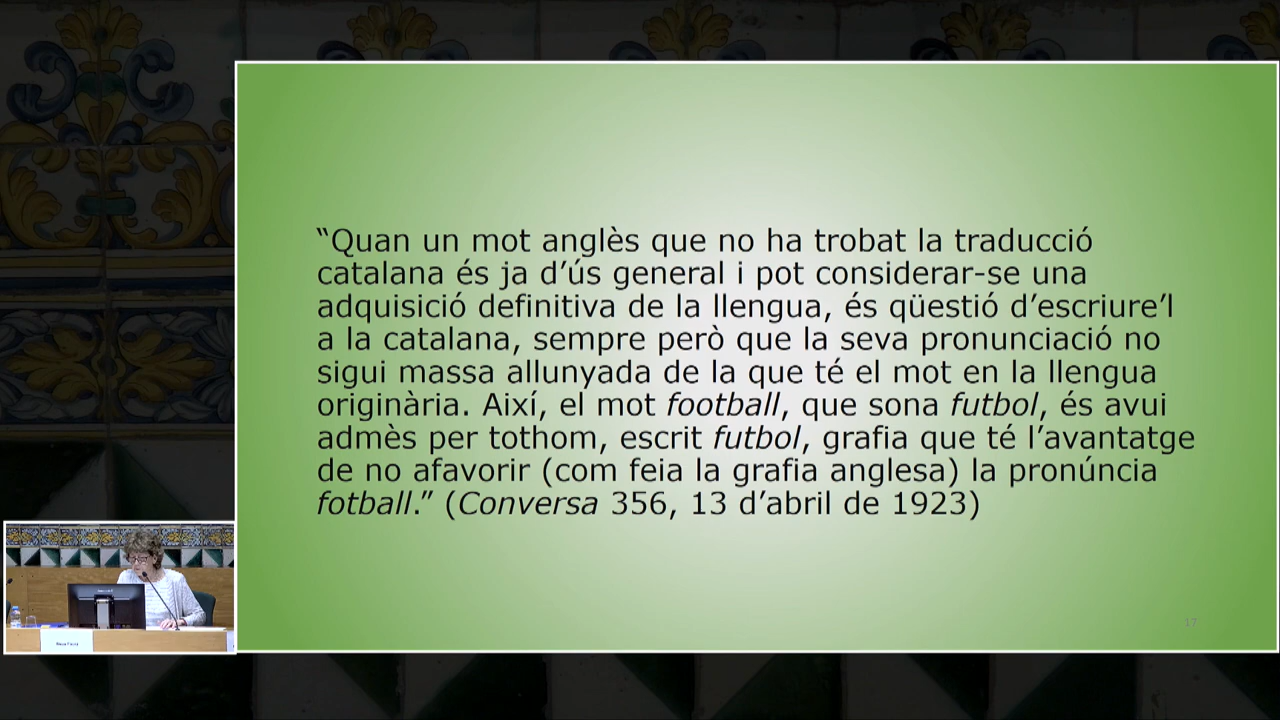 “Quan un mot anglès que no ha trobat la traducció
catalana és ja d’ús general i pot considerar-se una
adquisició definitiva de la llengua, és qüestió d’escriure’l
a la catalana, sempre però que la seva pronunciació no
sigui massa allunyada de la que té el mot en la llengua
originària. Així, el mot football, que sona futbol, és avui
admès per tothom, escrit futbol, grafia que té l’avantatge
de no afavorir (com feia la grafia anglesa) la pronúncia
fotball.” (Conversa 356, 13 d’abril de 1923)
17